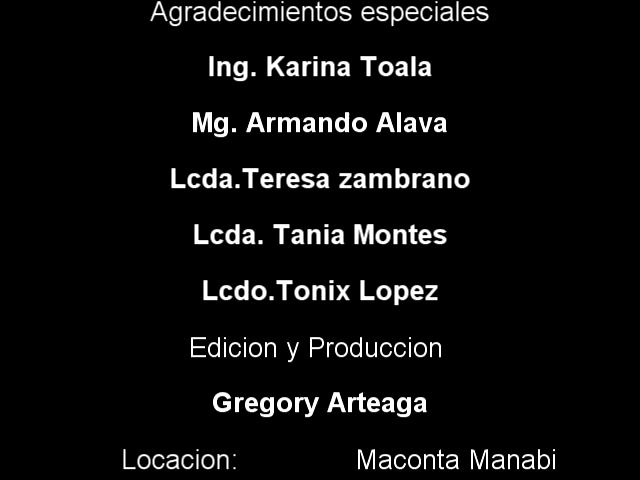 Agradecimientos especiales
Ing. Karina Toala
Mg. Armando Alava
Lcda.Teresa zambrano
Lcda. Tania Montes
Lcdo.Tonix Lopez
Edicion y Produccion
Gregory Arteaga
Locacion: Maconta Manabi